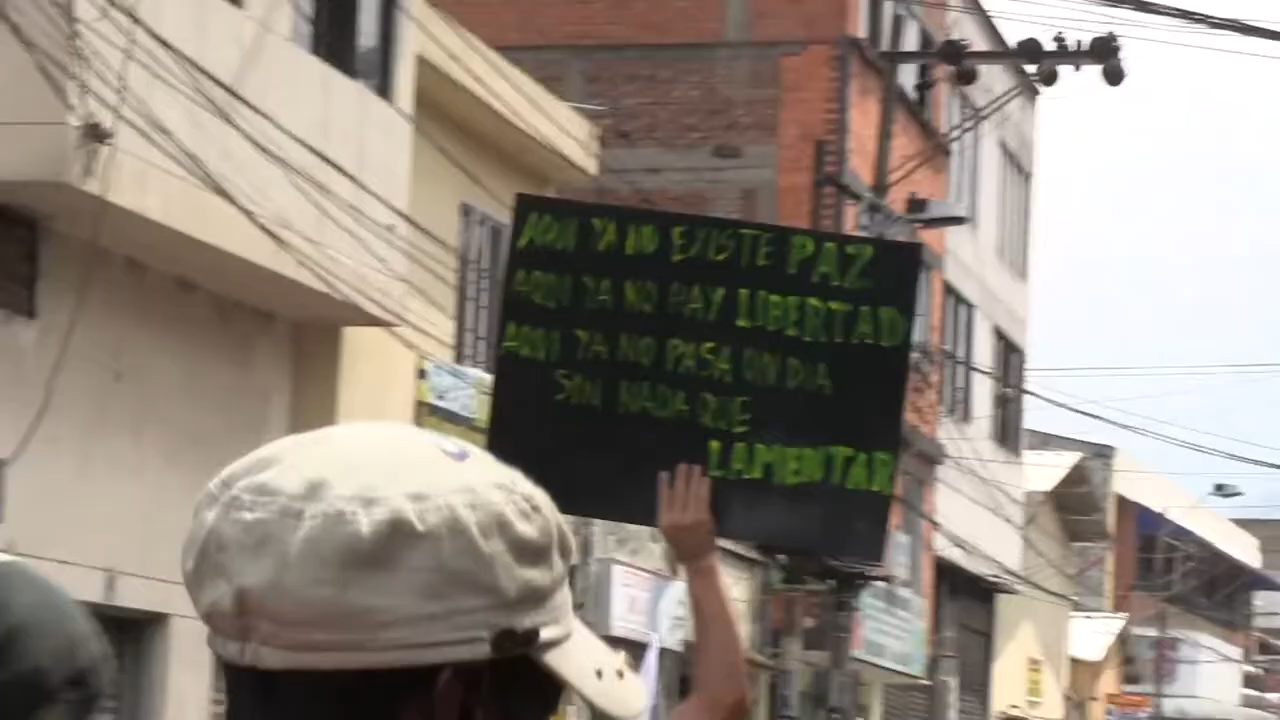 AQUI YA NO EXISTE PAZ
AQUI YA NO HAY LIBERTAD
AQUI YA NO PASA UN DIA
SIN NADA QUE
LAMENTAR